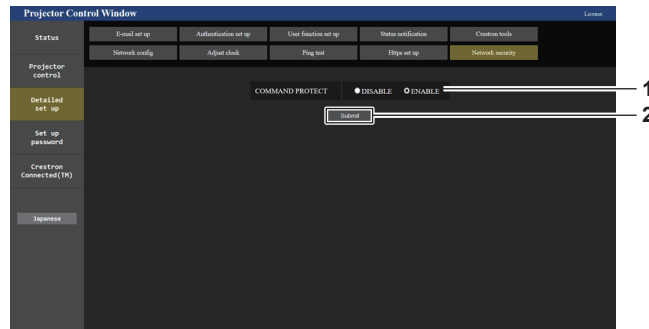 Projector Control Window
License
Status
E-mail set up
Authentication set up
User function set up
Status notification
Crestron tools
Network config
Adjust clock
Ping test
Https set up
Network security
Projector
control
Detailed
set up
Set up
password
Crestron
Connected(TM)
Japanese
COMMAND PROTECT
DISABLE ENABLE
1
Submit
2